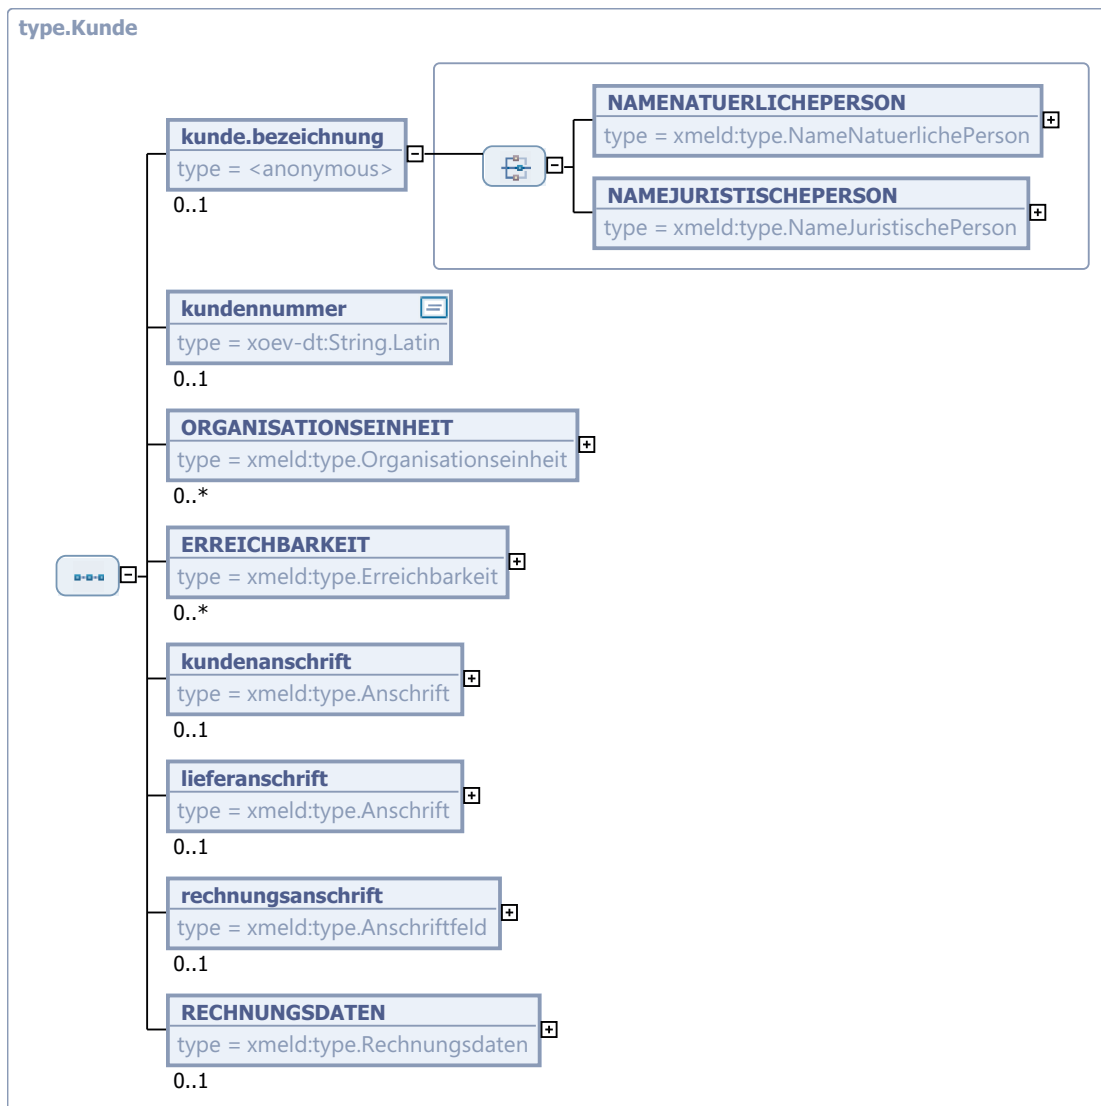 type.Kunde
kunde.bezeichnung
type = <anonymous>
0..1
NAMENATUERLICHEPERSON
type = xmeld:type.NameNatuerlichePerson
NAMEJURISTISCHEPERSON
type = xmeld:type.NameJuristischePerson
kundennummer
type = xoev-dt:String.Latin
0..1
ORGANISATIONSEINHEIT
type = xmeld:type.Organisationseinheit
0..*
ERREICHBARKEIT
type = xmeld:type.Erreichbarkeit
0..*
kundenanschrift
type = xmeld:type.Anschrift
0..1
lieferanschrift
type = xmeld:type.Anschrift
0..1
rechnungsanschrift
type = xmeld:type.Anschriftfeld
0..1
RECHNUNGSDATEN
type = xmeld:type.Rechnungsdaten
0..1